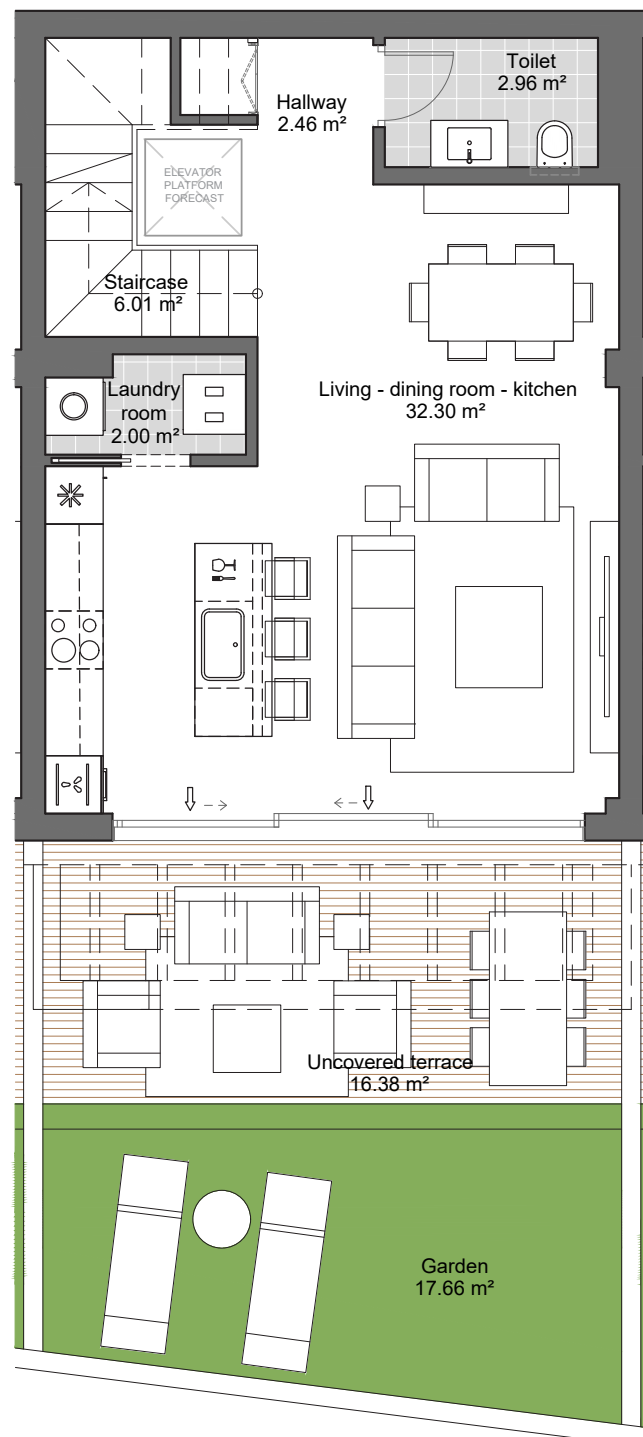 Toilet
2.96 m²
Hallway
2.46 m²
ELEVATOR
PLATFORM
FORECAST
Staircase
6.01 m²
Living - dining room - kitchen
32.30 m²
Laundry
room
2.00 m²
Uncovered terrace
16.38 m²
Garden
17.66 m²